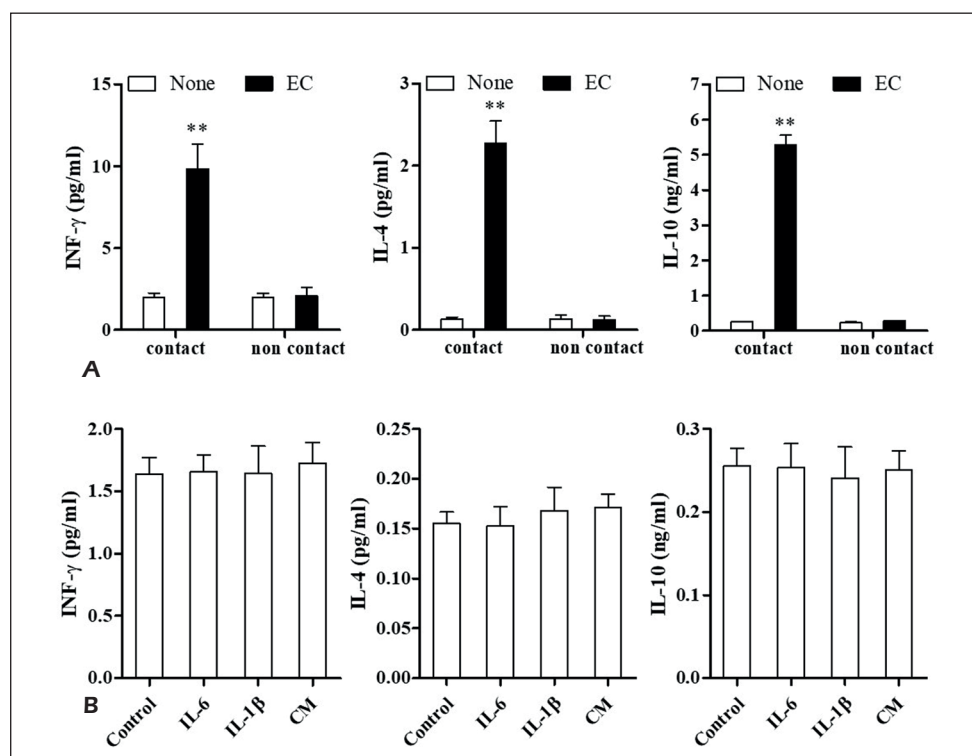 None EC
15
10
5
0
INF-γ (pg/ml)
**
contact non contact
None EC
3
2
1
0
IL-4 (pg/ml)
**
contact non contact
None EC
7
6
5
4
3
2
1
0
IL-10 (ng/ml)
**
contact non contact
A
2.0
1.5
1.0
0.5
0.0
INF-γ (pg/ml)
Control IL-6 IL-1β CM
0.25
0.20
0.15
0.10
0.05
0.00
IL-4 (pg/ml)
Control IL-6 IL-1β CM
0.3
0.2
0.1
0.0
IL-10 (ng/ml)
Control IL-6 IL-1β CM
B